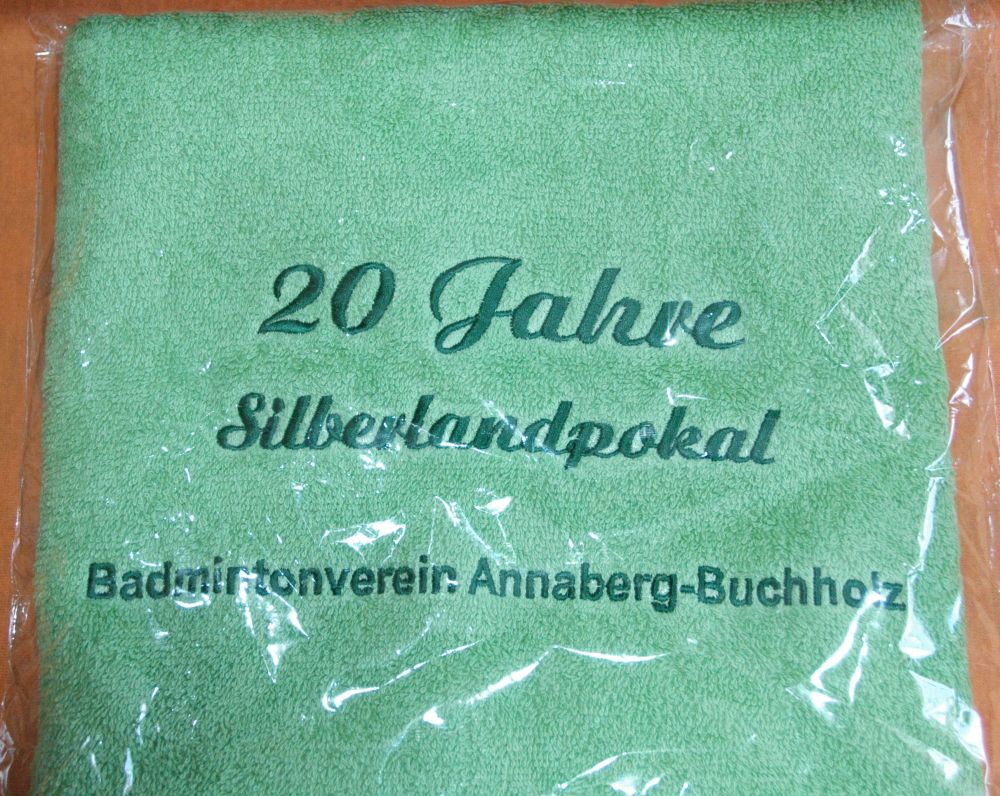 20 Jahre
Silberlandpokal
Badmintonverein Annaberg-Buchholz